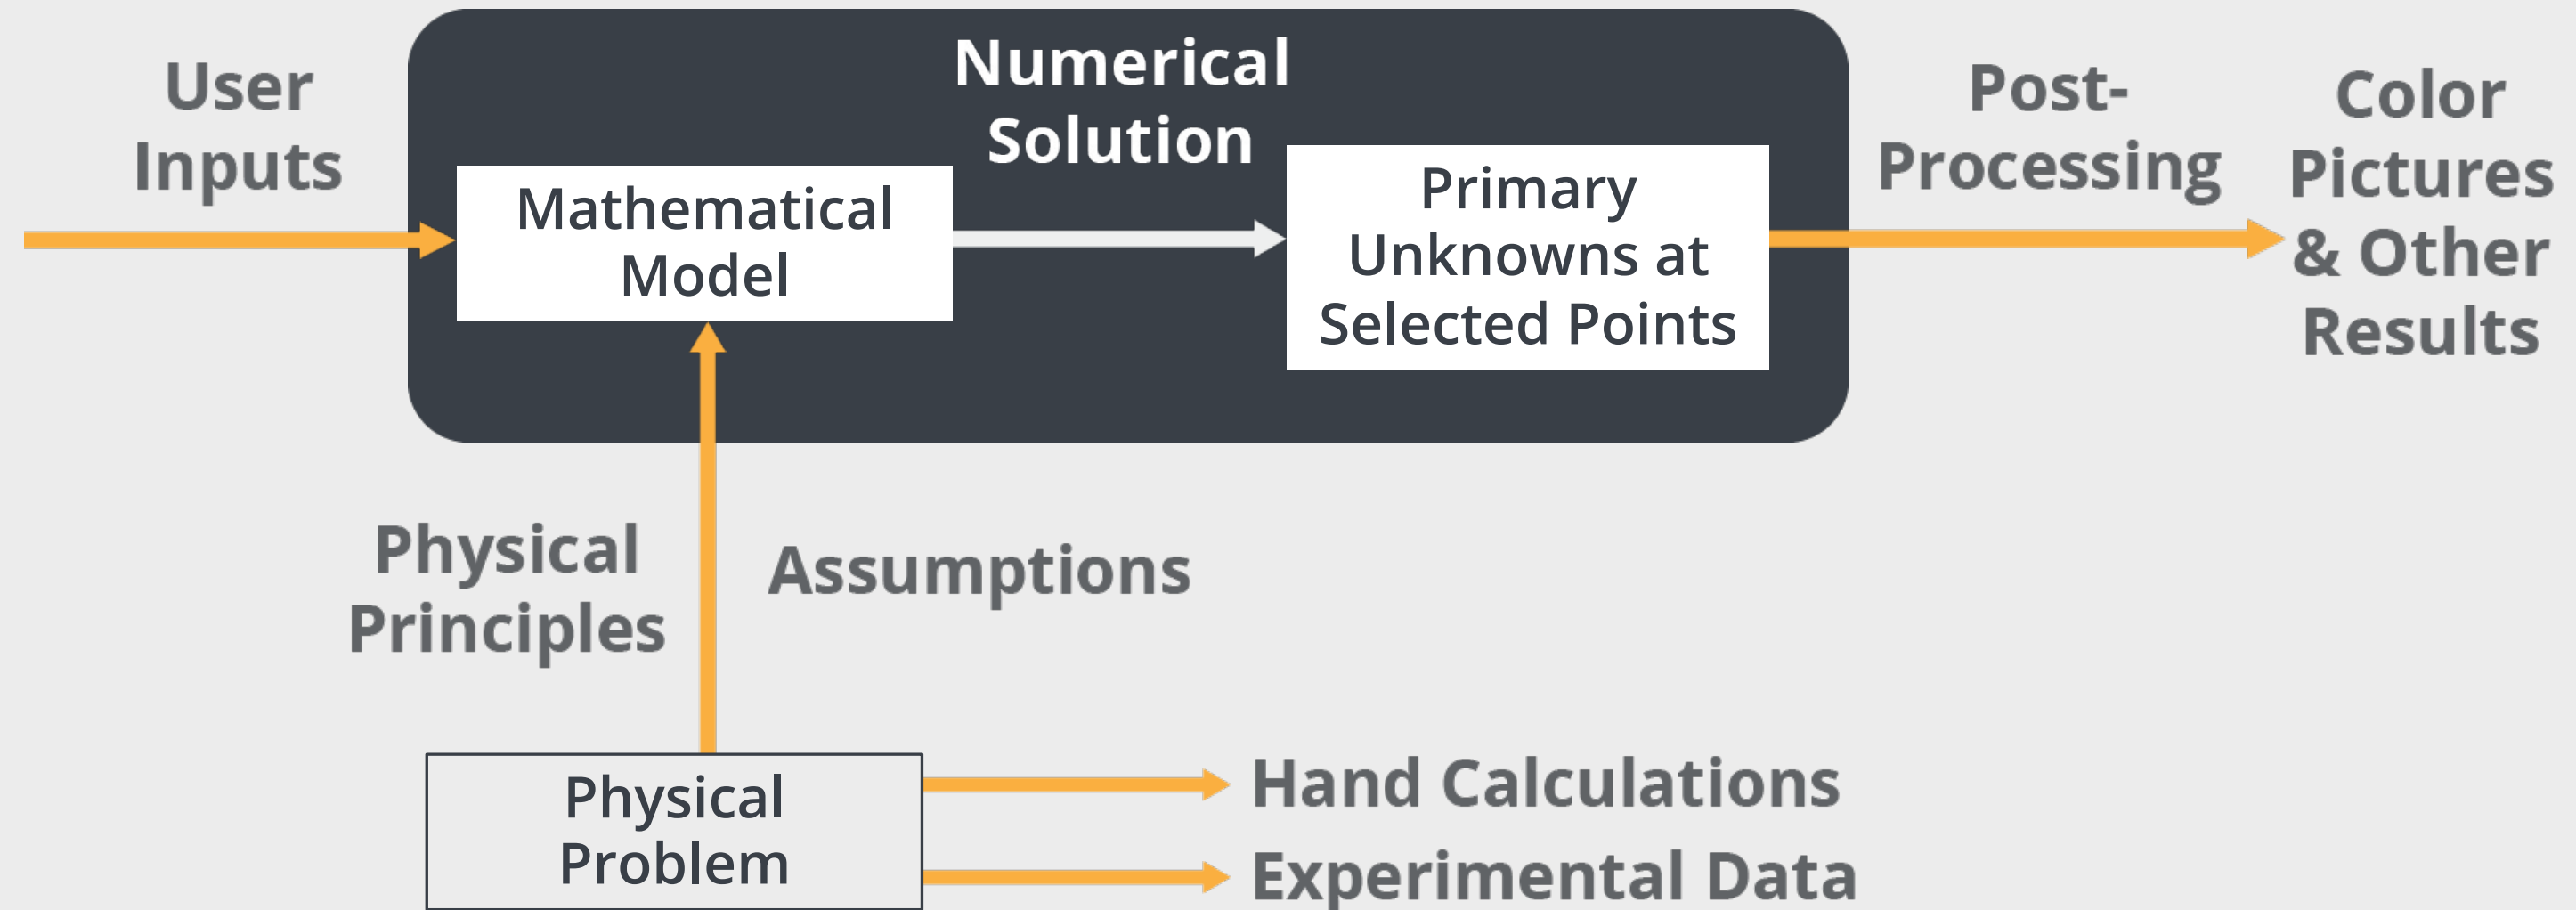 User
Inputs
Numerical
Solution
Mathematical
Model
Primary
Unknowns at
Selected Points
Post-
Processing
Color
Pictures
& Other
Results
Physical
Principles
Assumptions
Physical
Problem
Hand Calculations
Experimental Data